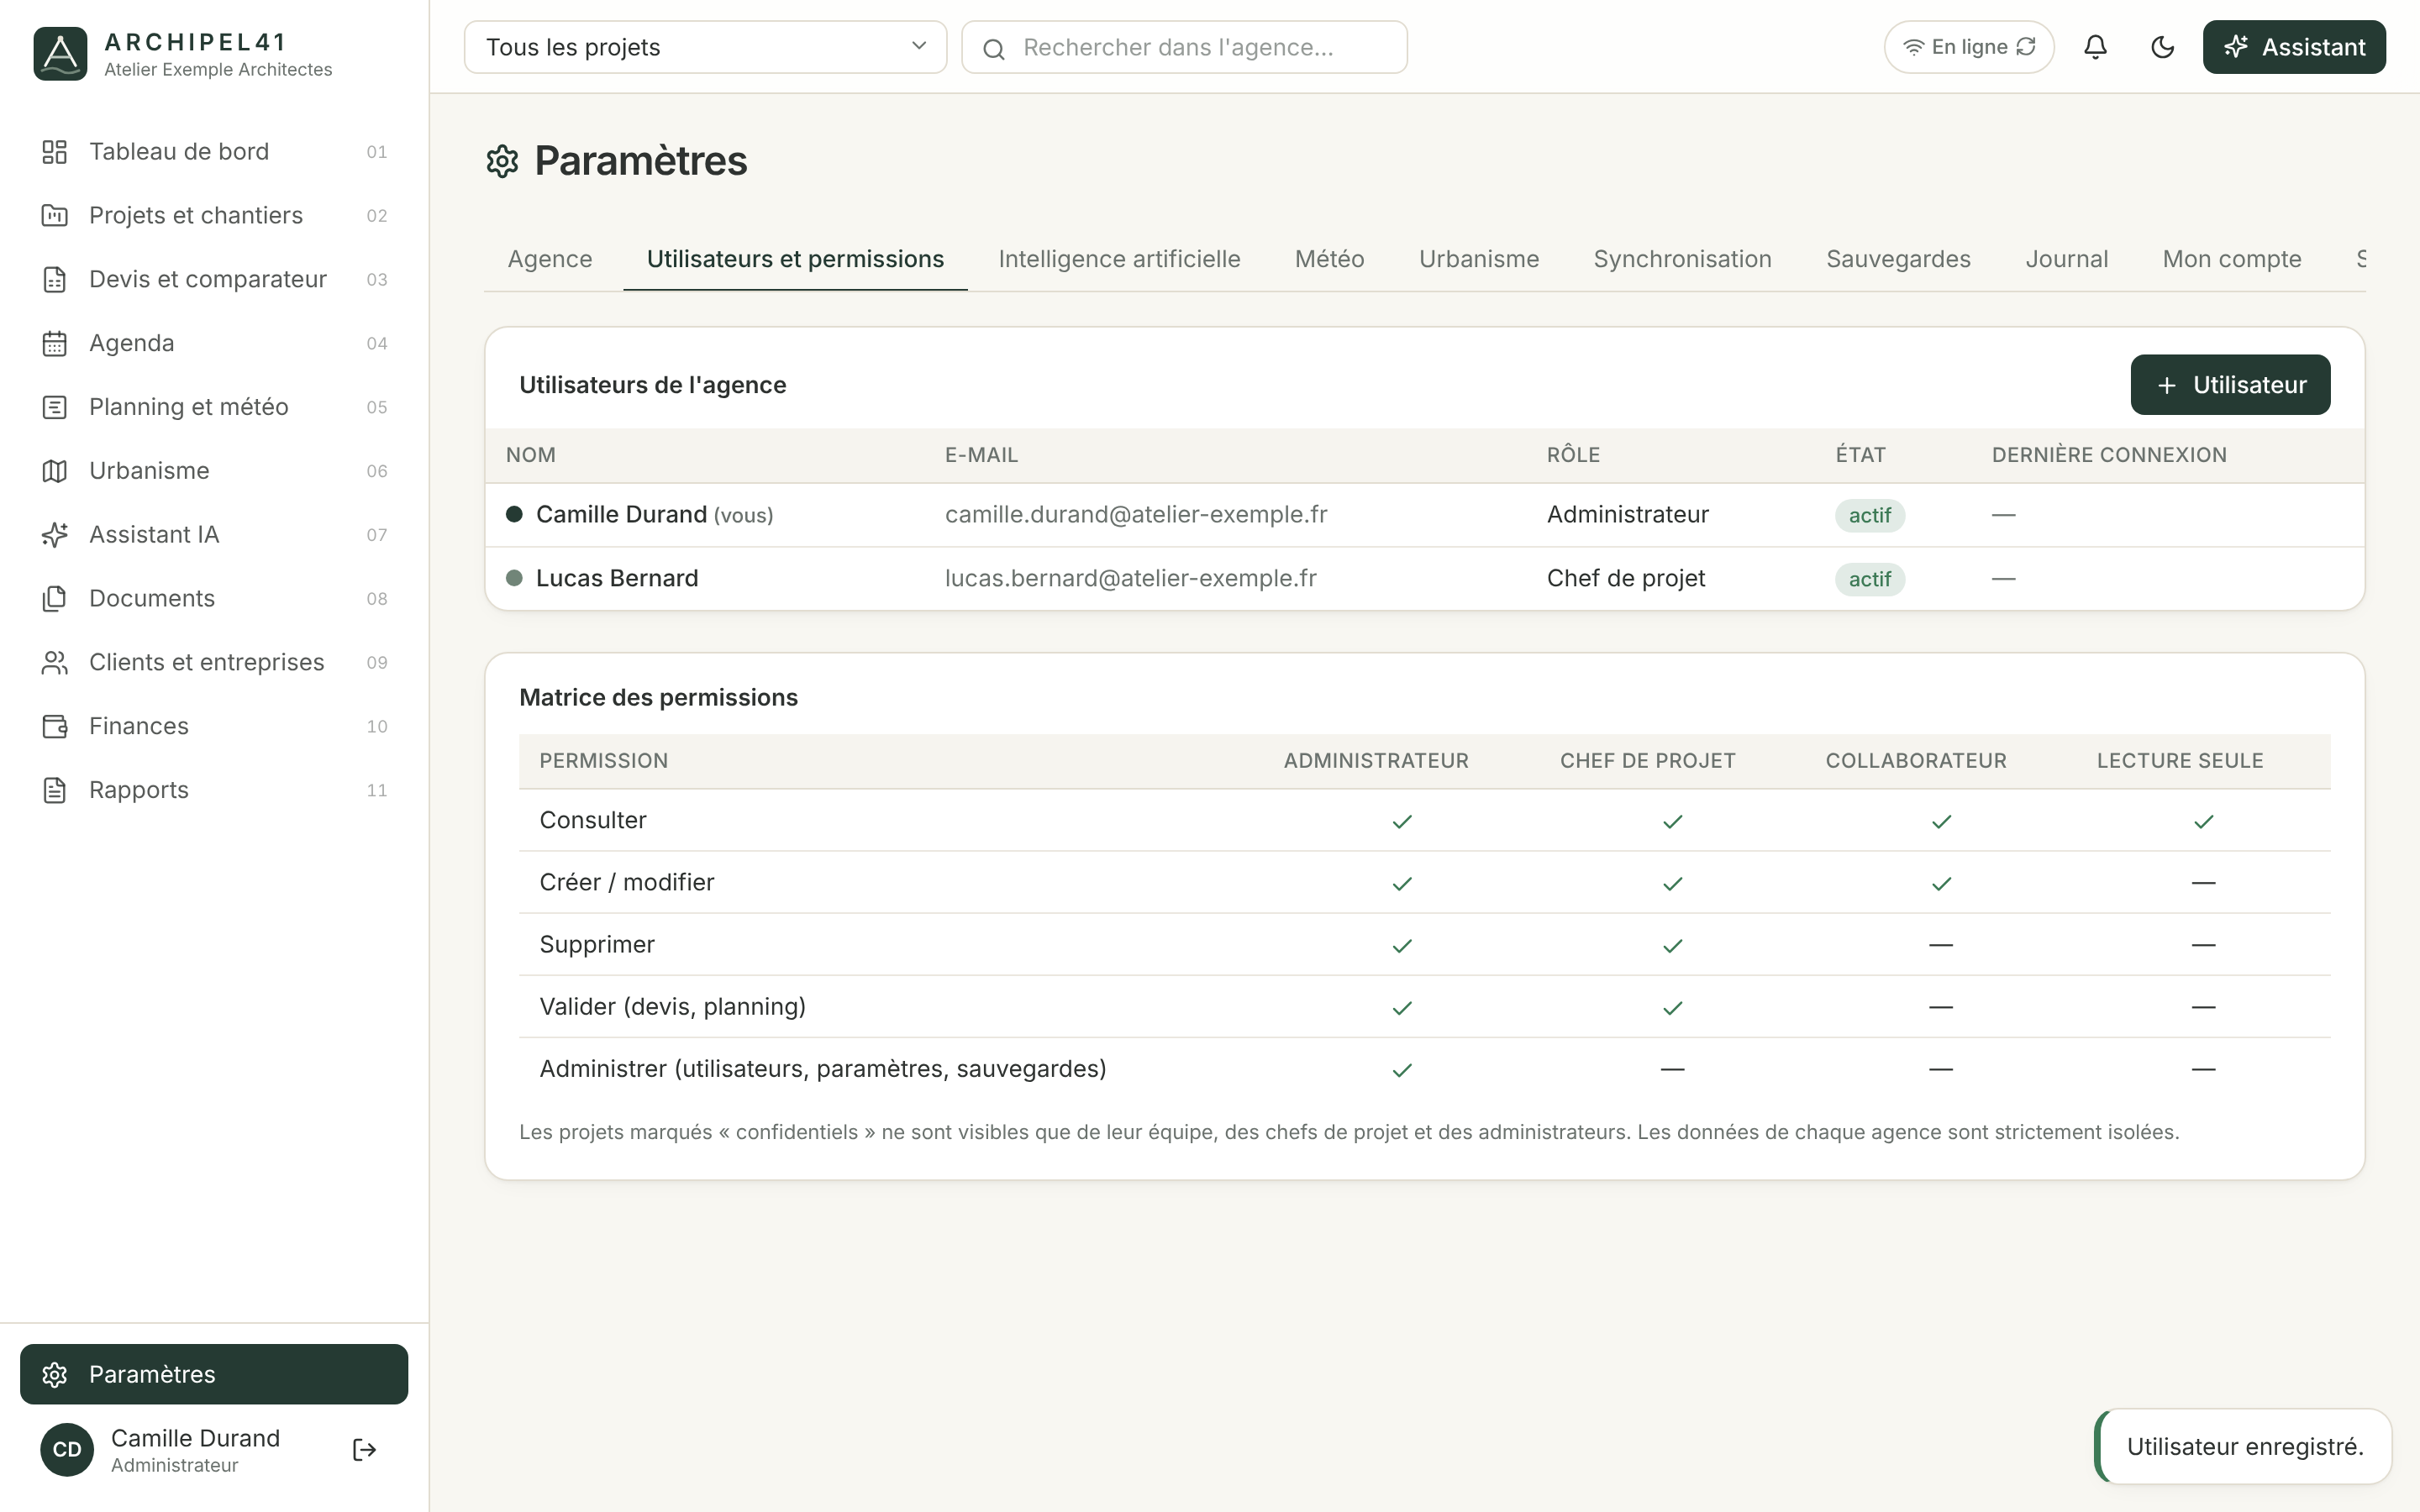 ARCHIPEL41
Atelier Exemple Architectes
Tableau de bord 01
Projets et chantiers 02
Devis et comparateur 03
Agenda 04
Planning et météo 05
Urbanisme 06
Assistant IA 07
Documents 08
Clients et entreprises 09
Finances 10
Rapports 11
Paramètres
CD
Camille Durand
Administrateur
Tous les projets
Rechercher dans l'agence...
En ligne
Assistant
Paramètres
Agence Utilisateurs et permissions Intelligence artificielle Météo Urbanisme Synchronisation Sauvegardes Journal Mon compte
Utilisateurs de l'agence
Utilisateur
NOM E-MAIL RÔLE ÉTAT DERNIÈRE CONNEXION
Camille Durand (vous) camille.durand@atelier-exemple.fr Administrateur actif —
Lucas Bernard lucas.bernard@atelier-exemple.fr Chef de projet actif —
Matrice des permissions
PERMISSION ADMINISTRATEUR CHEF DE PROJET COLLABORATEUR LECTURE SEULE
Consulter ✓ ✓ ✓ ✓
Créer / modifier ✓ ✓ ✓ —
Supprimer ✓ ✓ — —
Valider (devis, planning) ✓ ✓ — —
Administrer (utilisateurs, paramètres, sauvegardes) ✓ — — —
Les projets marqués « confidentiels » ne sont visibles que de leur équipe, des chefs de projet et des administrateurs. Les données de chaque agence sont strictement isolées.
Utilisateur enregistré.